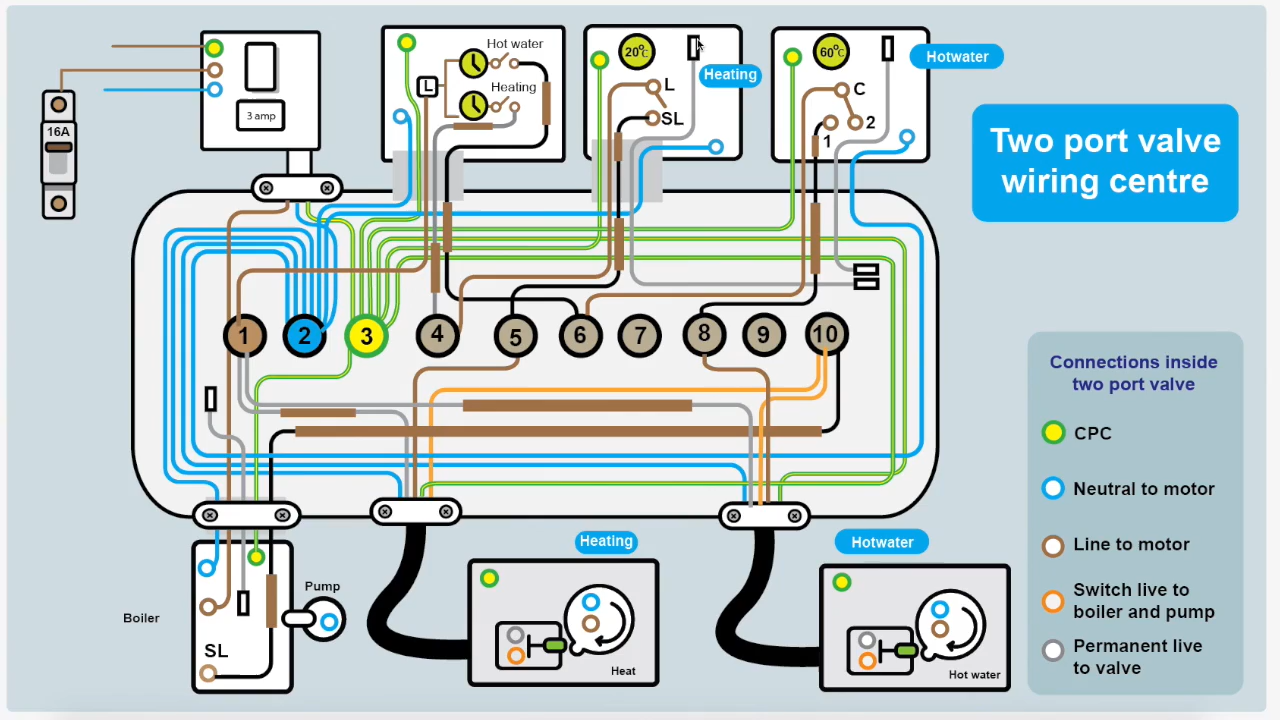 16A
3 amp
L
Hot water
Heating
20°C
L
SL
Heating
60°C
C
2
1
Hotwater
Two port valve
wiring centre
1
2
3
4
5
6
7
8
9
10
Connections inside
two port valve
CPC
Neutral to motor
Line to motor
Switch live to
boiler and pump
Permanent live
to valve
Boiler
SL
Pump
Heating
Heat
Hotwater
Hot water